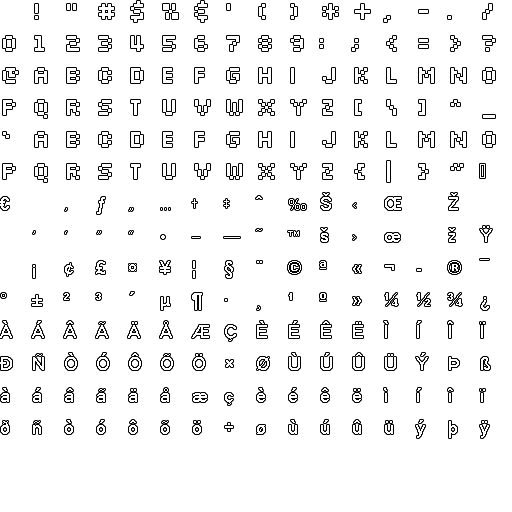 ! " # $ % & ' ( ) * + , - . /
0 1 2 3 4 5 6 7 8 9 : ; < = > ?
@ A B C D E F G H I J K L M N O
P Q R S T U V W X Y Z [ \ ] ^ _
` A B C D E F G H I J K L M N O
P Q R S T U V W X Y Z { | } ~ ▯
€ ‚ ƒ „ … † ‡ ˆ ‰ Š ‹ Œ Ž
‘ ’ “ ” • – — ˜ ™ š › œ ž Ÿ
¡ ¢ £ ¤ ¥ ¦ § ¨ © ª « ¬ - ® ¯
° ± ² ³ ´ µ ¶ · ¸ ¹ º » ¼ ½ ¾ ¿
À Á Â Ã Ä Å Æ Ç È É Ê Ë Ì Í Î Ï
Ð Ñ Ò Ó Ô Õ Ö × Ø Ù Ú Û Ü Ý Þ ß
à á â ã ä å æ ç è é ê ë ì í î ï
ð ñ ò ó ô õ ö ÷ ø ù ú û ü ý þ ÿ